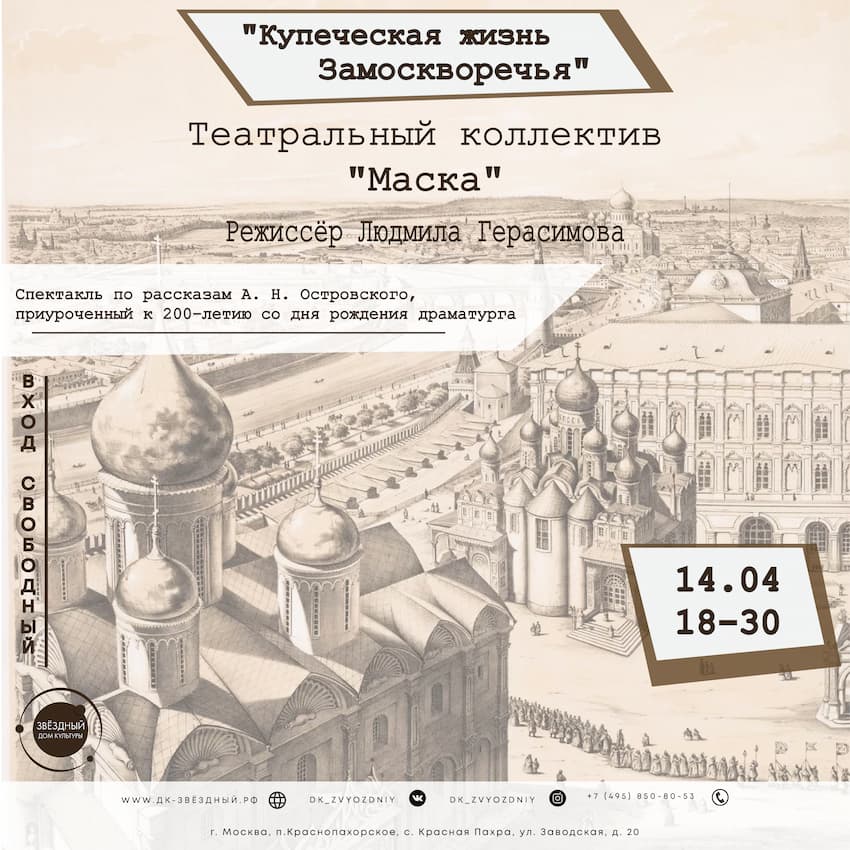 "Купеческая жизнь
Замоскворечья"
Театральный коллектив
"Маска"
Режиссёр Людмила Герасимова
Спектакль по рассказам А. Н. Островского,
приуроченный к 200-летию со дня рождения драматурга
ВХОД СВОБОДНЫЙ
14.04
18-30
ЗВЁЗДНЫЙ
ДОМ КУЛЬТУРЫ
WWW.ДК-ЗВЁЗДНЫЙ.РФ DK_ZVYOZDNIY DK_ZVYOZDNIY +7 (495) 850-80-53
г. Москва, п.Краснопахорское, с. Красная Пахра, ул. Заводская, д. 20